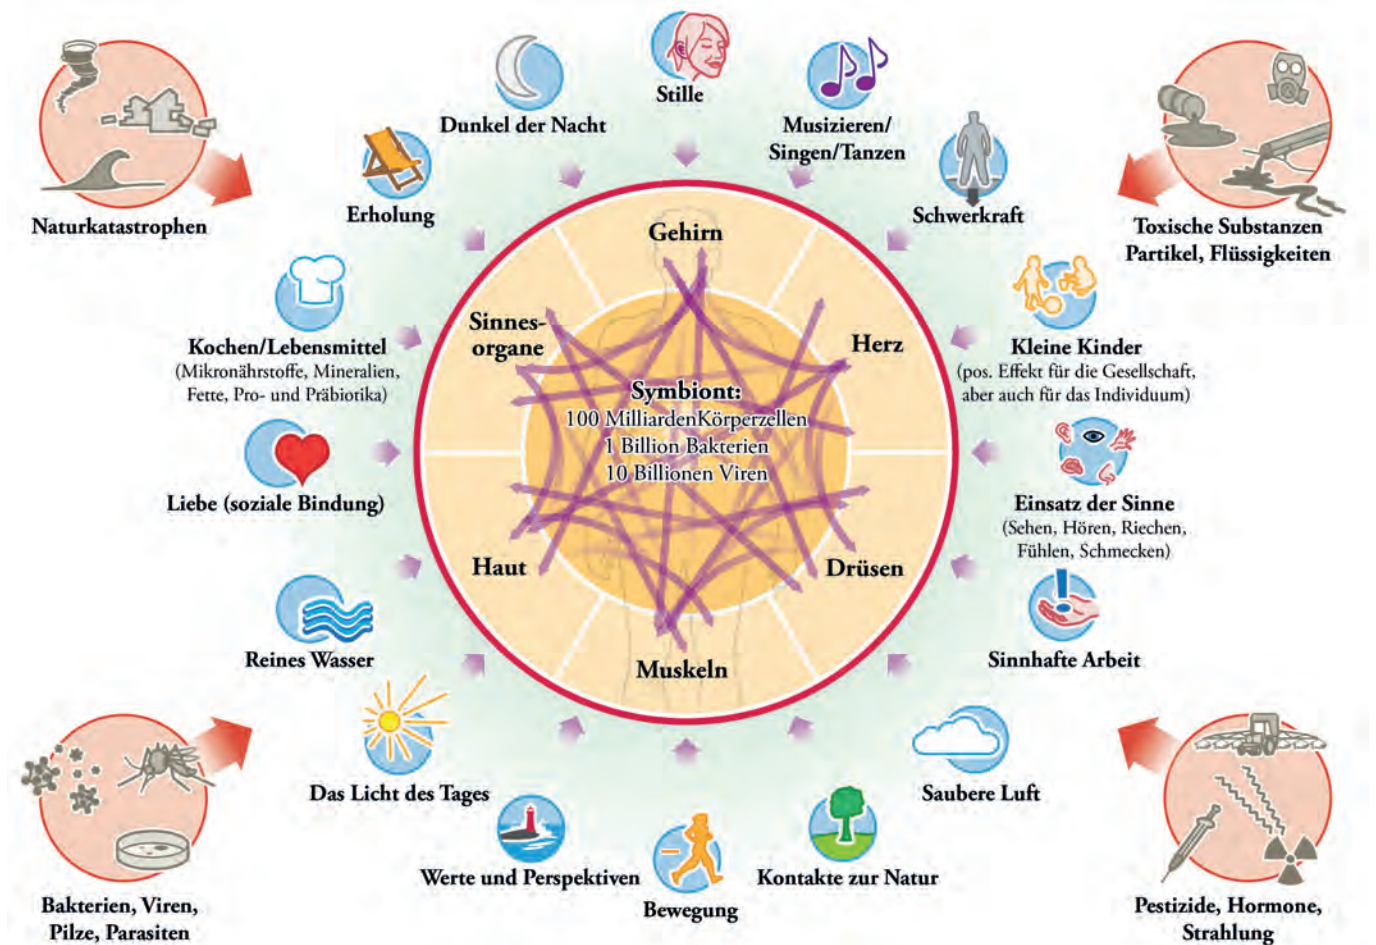 Stille
Dunkel der Nacht
Musizieren/
Singen/Tanzen
Erholung
Schwerkraft
Naturkatastrophen
Toxische Substanzen
Partikel, Flüssigkeiten
Gehirn
Sinnes-
organe
Herz
Kochen/Lebensmittel
(Mikronährstoffe, Mineralien,
Fette, Pro- und Präbiotika)
Kleine Kinder
(pos. Effekt für die Gesellschaft,
aber auch für das Individuum)
Symbiont:
100 MilliardenKörperzellen
1 Billion Bakterien
10 Billionen Viren
Liebe (soziale Bindung)
Einsatz der Sinne
(Sehen, Hören, Riechen,
Fühlen, Schmecken)
Haut
Drüsen
Muskeln
Reines Wasser
Sinnhafte Arbeit
Das Licht des Tages
Saubere Luft
Werte und Perspektiven
Kontakte zur Natur
Bewegung
Bakterien, Viren,
Pilze, Parasiten
Pestizide, Hormone,
Strahlung